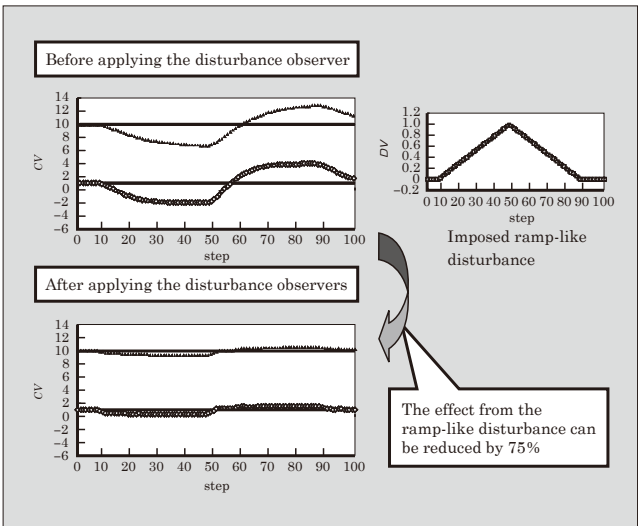 Before applying the disturbance observer
14
12
10
8
6
4
2
0
−2
−4
−6
CV
0 10 20 30 40 50 60 70 80 90 100
step
1.2
1.0
0.8
0.6
0.4
0.2
0
−0.2
DV
0 10 20 30 40 50 60 70 80 90 100
step
Imposed ramp-like
disturbance
After applying the disturbance observers
14
12
10
8
6
4
2
0
−2
−4
−6
CV
0 10 20 30 40 50 60 70 80 90 100
step
The effect from the
ramp-like disturbance can
be reduced by 75%